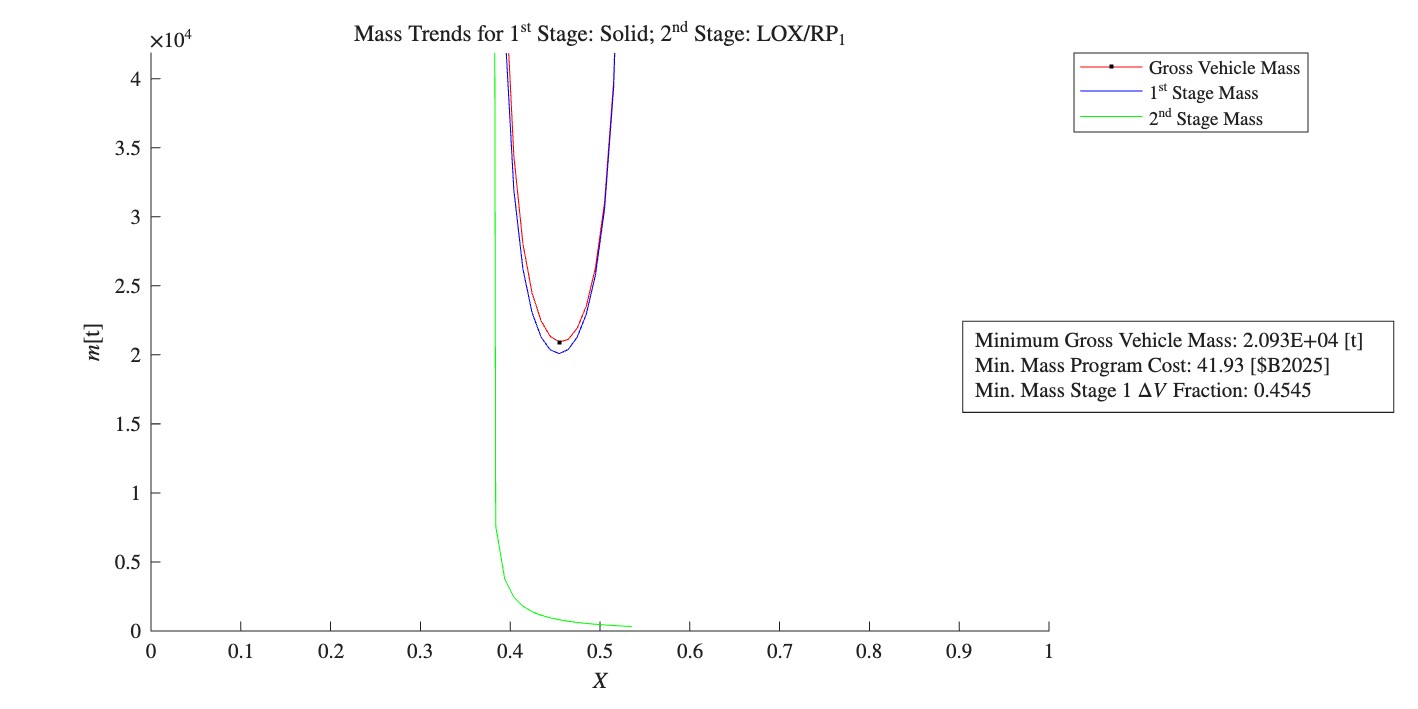 Mass Trends for 1st Stage: Solid; 2nd Stage: LOX/RP1
×10^4
4
3.5
3
2.5
2
1.5
1
0.5
0
m[t]
0 0.1 0.2 0.3 0.4 0.5 0.6 0.7 0.8 0.9 1
X
Gross Vehicle Mass
1st Stage Mass
2nd Stage Mass
Minimum Gross Vehicle Mass: 2.093E+04 [t]
Min. Mass Program Cost: 41.93 [$B2025]
Min. Mass Stage 1 ΔV Fraction: 0.4545